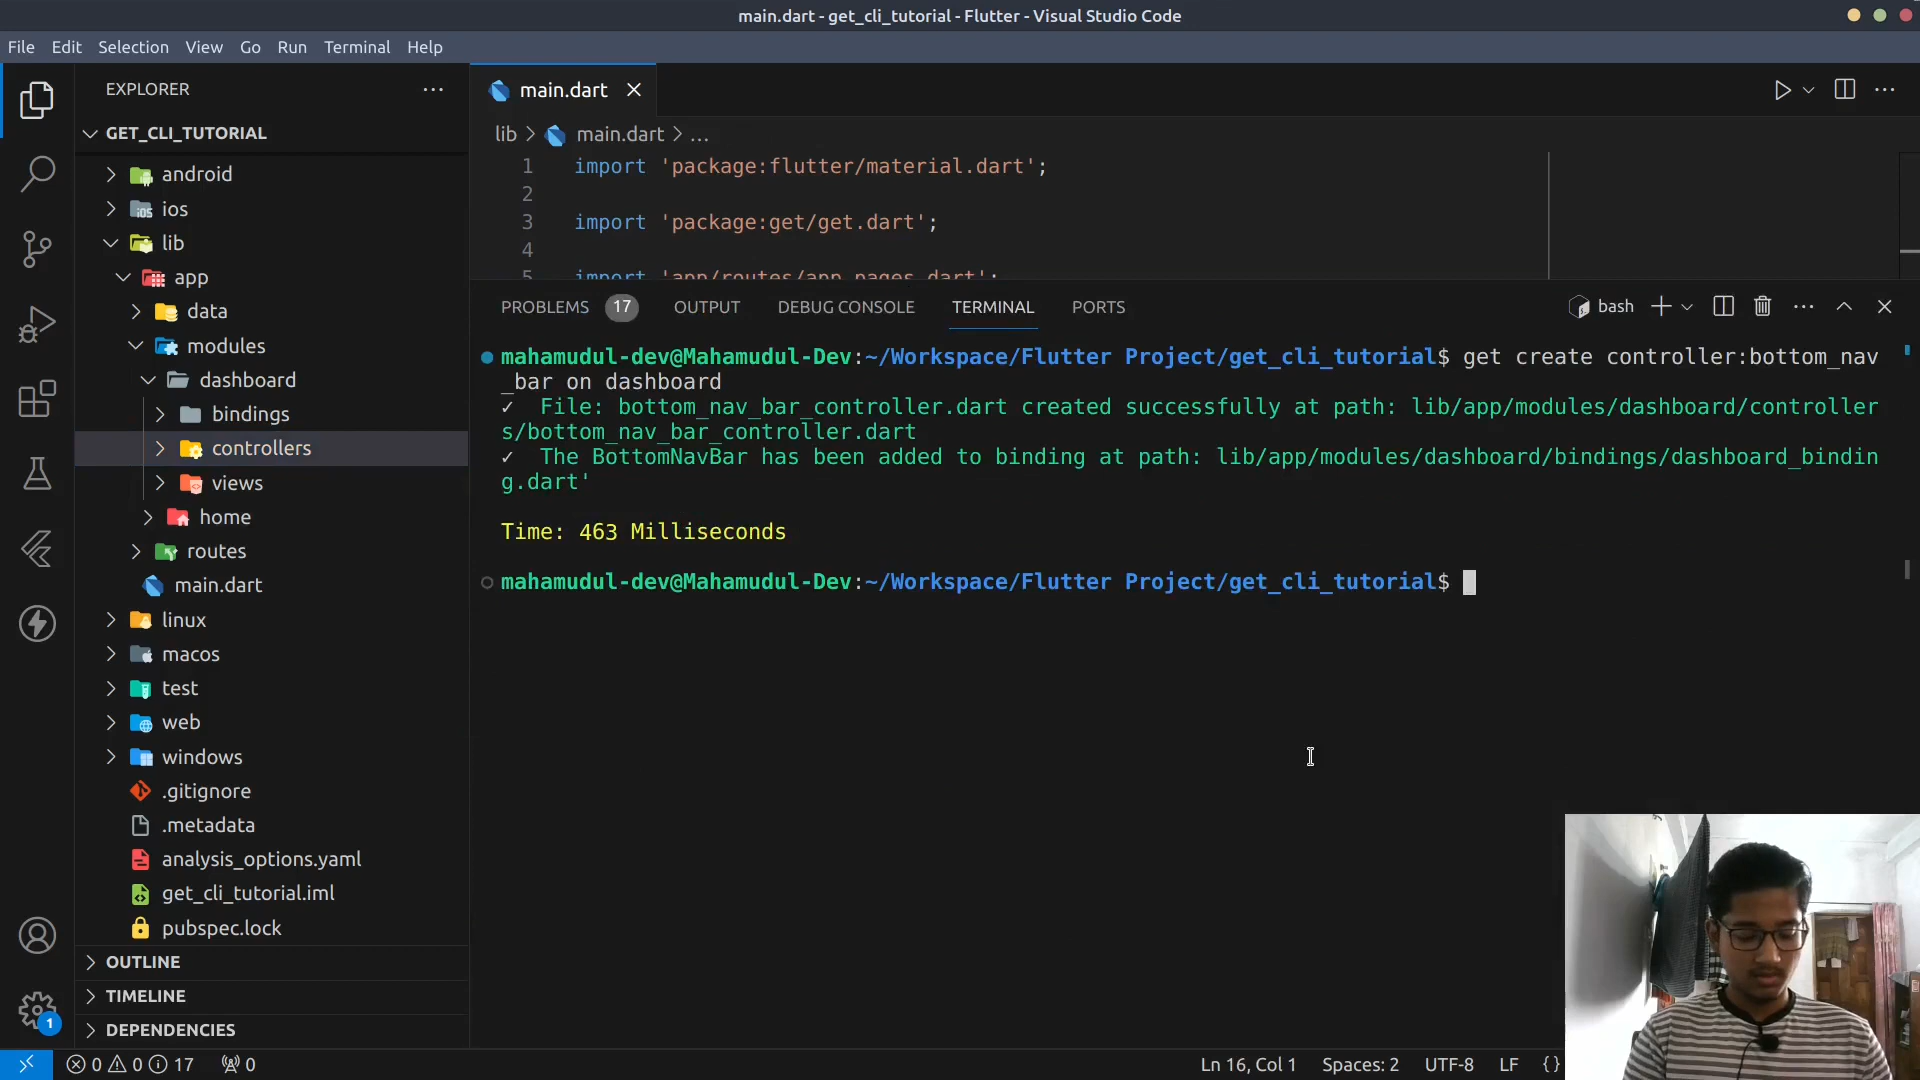 main.dart - get_cli_tutorial - Flutter - Visual Studio Code
File Edit Selection View Go Run Terminal Help
EXPLORER
GET_CLI_TUTORIAL
android
ios
lib
app
data
modules
dashboard
bindings
controllers
views
home
routes
main.dart
linux
macos
test
web
windows
.gitignore
.metadata
analysis_options.yaml
get_cli_tutorial.iml
pubspec.lock
OUTLINE
TIMELINE
DEPENDENCIES
main.dart
lib > main.dart > ...
1 import 'package:flutter/material.dart';
2
3 import 'package:get/get.dart';
4
5 import 'app/routes/app_pages.dart';
PROBLEMS 17 OUTPUT DEBUG CONSOLE TERMINAL PORTS bash
mahamudul-dev@Mahamudul-Dev:~/Workspace/Flutter Project/get_cli_tutorial$ get create controller:bottom_nav
_bar on dashboard
✓ File: bottom_nav_bar_controller.dart created successfully at path: lib/app/modules/dashboard/controller
s/bottom_nav_bar_controller.dart
✓ The BottomNavBar has been added to binding at path: lib/app/modules/dashboard/bindings/dashboard_bindin
g.dart'
Time: 463 Milliseconds
mahamudul-dev@Mahamudul-Dev:~/Workspace/Flutter Project/get_cli_tutorial$
1
0 0 17 0 Ln 16, Col 1 Spaces: 2 UTF-8 LF {}